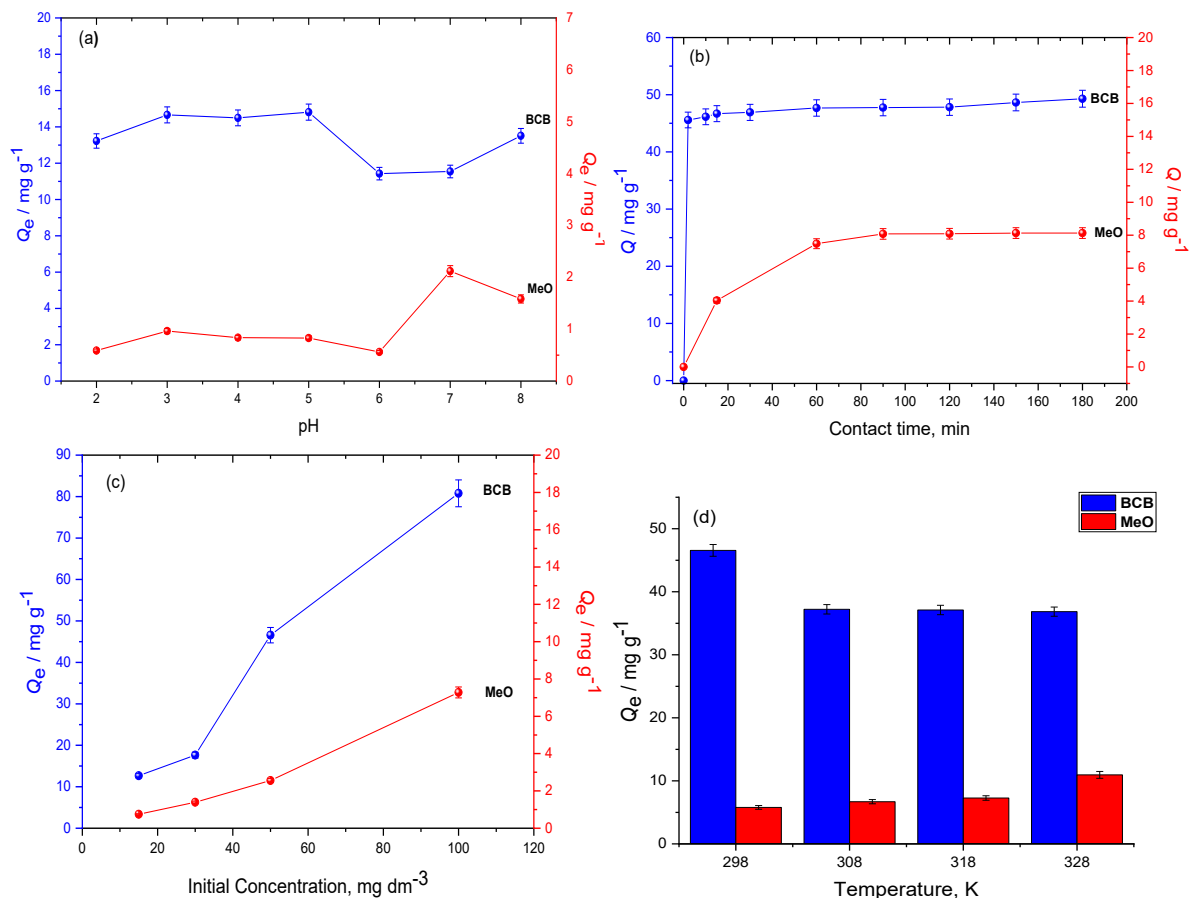 (a)
20
18
16
14
12
10
8
6
4
2
0
Qe / mg g-1
7
6
5
4
3
2
1
0
Qe / mg g-1
BCB
MeO
2 3 4 5 6 7 8
pH
(b)
60
50
40
30
20
10
0
Q / mg g-1
20
18
16
14
12
10
8
6
4
2
0
Q / mg g-1
BCB
MeO
0 20 40 60 80 100 120 140 160 180 200
Contact time, min
(c)
90
80
70
60
50
40
30
20
10
0
Qe / mg g-1
20
18
16
14
12
10
8
6
4
2
0
Qe / mg g-1
BCB
MeO
0 20 40 60 80 100 120
Initial Concentration, mg dm-3
(d)
BCB
MeO
50
40
30
20
10
0
Qe / mg g-1
298 308 318 328
Temperature, K